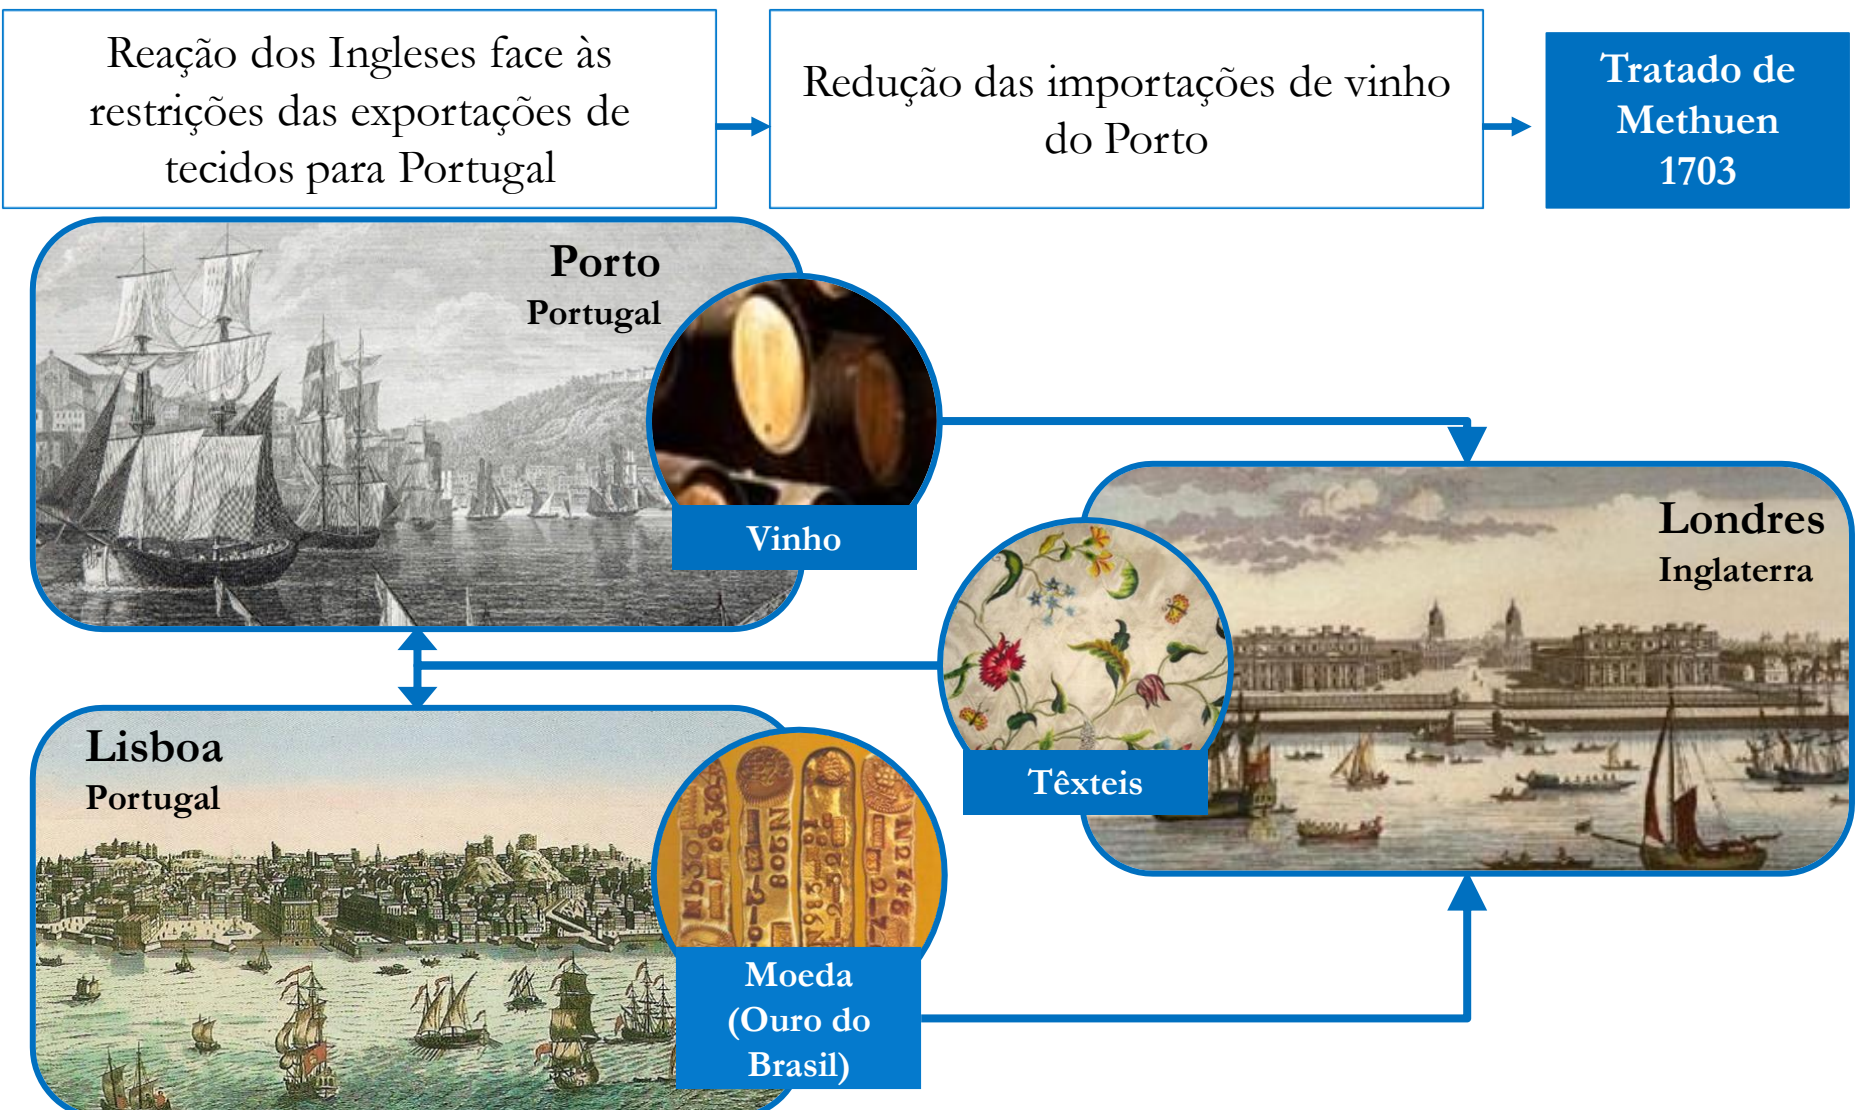 Reação dos Ingleses face às
restrições das exportações de
tecidos para Portugal
Redução das importações de vinho
do Porto
Tratado de
Methuen
1703
Porto
Portugal
Vinho
Londres
Inglaterra
Têxteis
Lisboa
Portugal
Moeda
(Ouro do
Brasil)